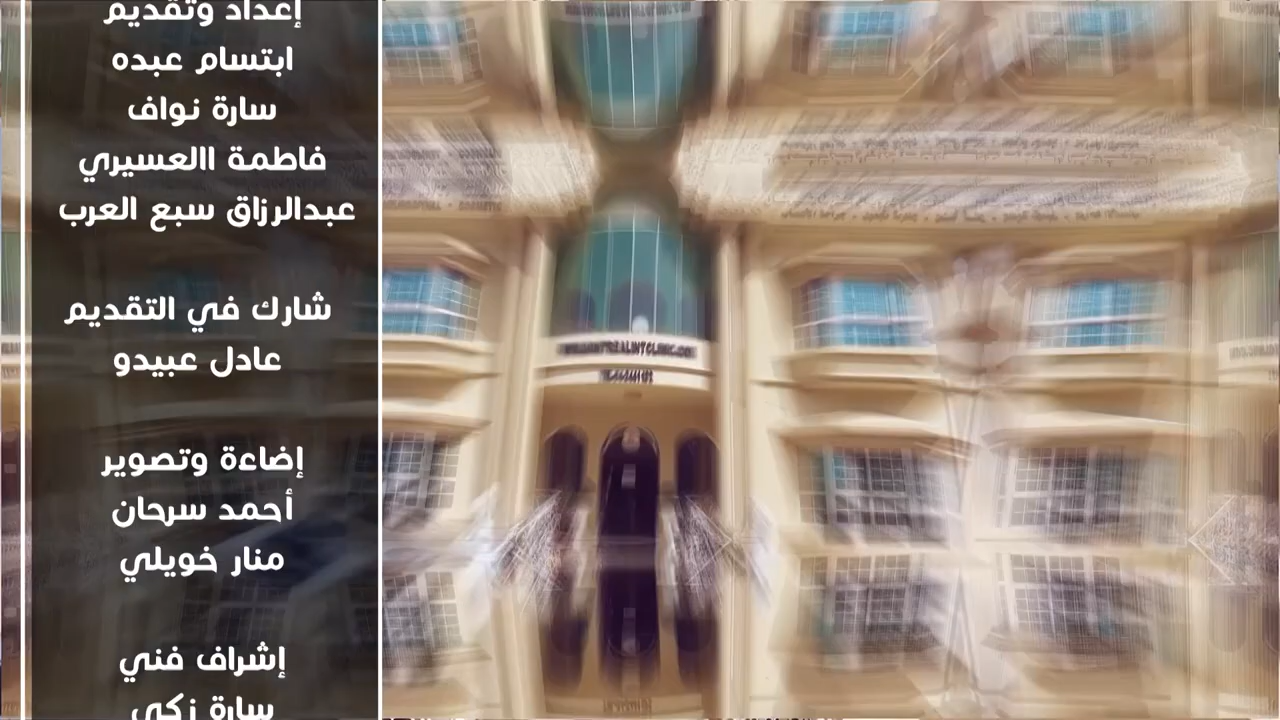 إعداد وتقديم
ابتسام عبده
سارة نواف
فاطمة االعسيري
عبدالرزاق سبع العرب
شارك في التقديم
عادل عبيدو
إضاءة وتصوير
أحمد سرحان
منار خويلي
إشراف فني
سارة زكي